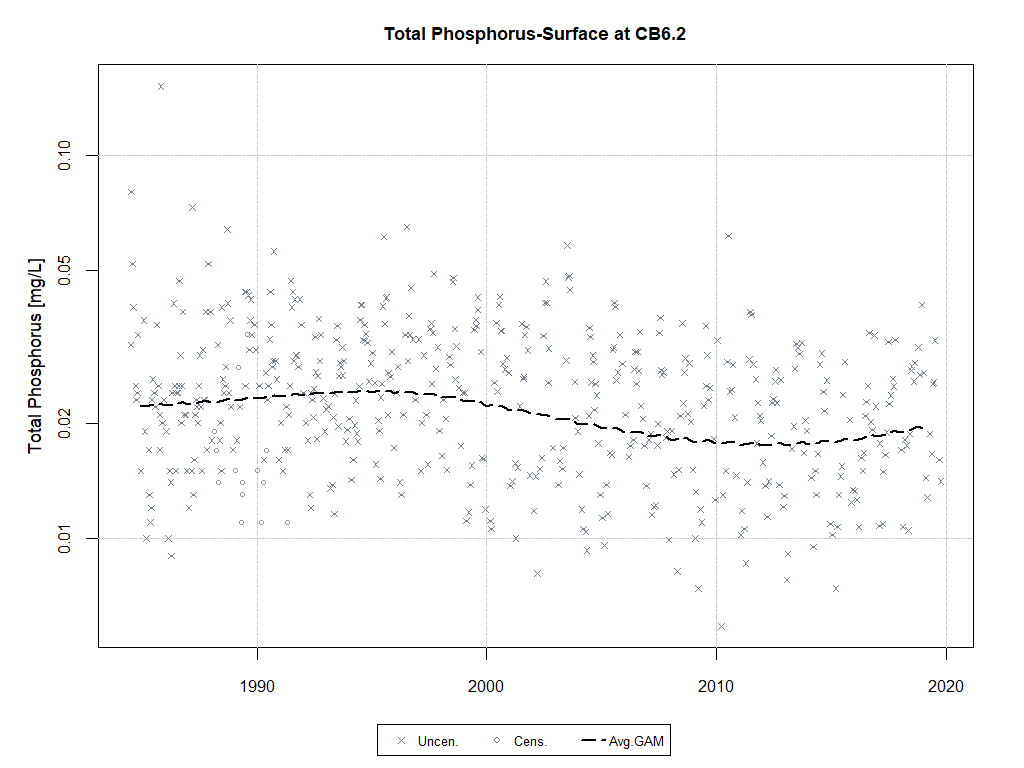 Total Phosphorus-Surface at CB6.2
Total Phosphorus [mg/L]
0.10
0.05
0.02
0.01
1990 2000 2010 2020
Uncen. Cens. Avg.GAM